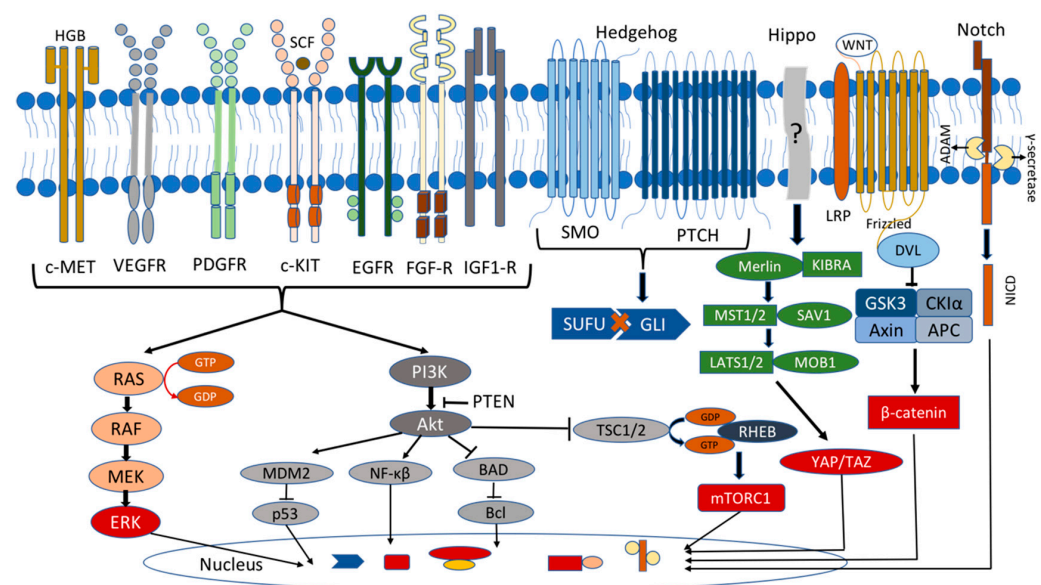 HGB
SCF
Hedgehog
Hippo
WNT
Notch
?
ADAM
γ-secretase
LRP
Frizzled
SMO
PTCH
c-MET
VEGFR
PDGFR
c-KIT
EGFR
FGF-R
IGF1-R
DVL
Merlin
KIBRA
NICD
GSK3
CKIα
Axin
APC
SUFU
GLI
MST1/2
SAV1
LATS1/2
MOB1
RAS
GTP
GDP
PI3K
PTEN
RAF
Akt
TSC1/2
GDP
GTP
RHEB
β-catenin
MEK
MDM2
NF-κβ
BAD
YAP/TAZ
mTORC1
ERK
p53
Bcl
Nucleus